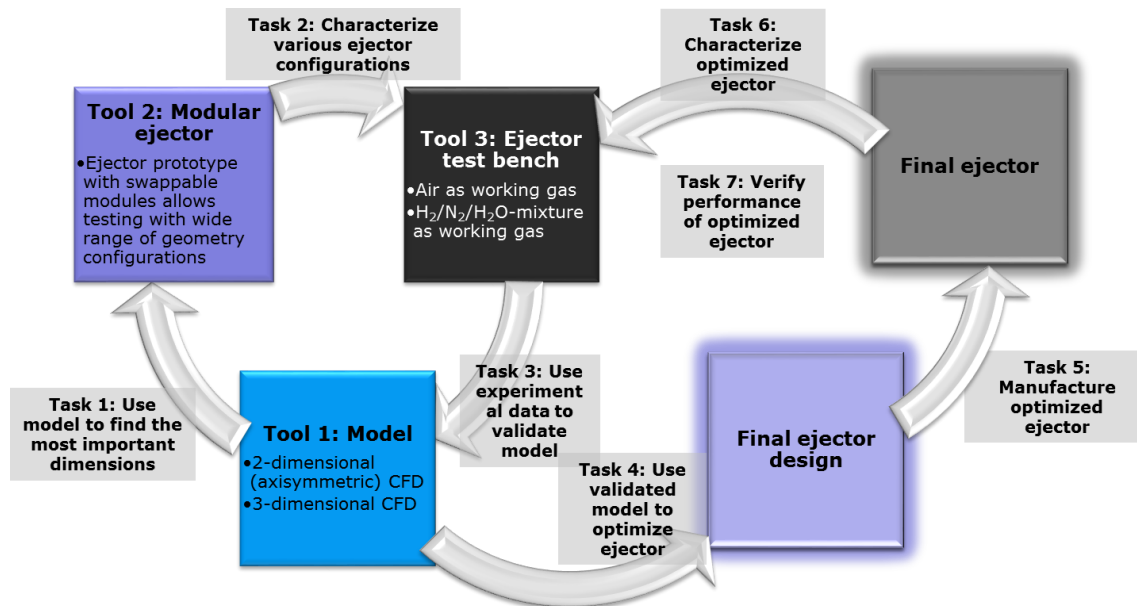 Task 2: Characterize
various ejector
configurations
Task 6:
Characterize
optimized
ejector
Tool 2: Modular
ejector
•Ejector prototype
with swappable
modules allows
testing with wide
range of geometry
configurations
Tool 3: Ejector
test bench
•Air as working gas
•H₂/N₂/H₂O-mixture
as working gas
Final ejector
Task 7: Verify
performance
of optimized
ejector
Task 1: Use
model to find the
most important
dimensions
Tool 1: Model
•2-dimensional
(axisymmetric) CFD
•3-dimensional CFD
Task 3: Use
experiment
al data to
validate
model
Task 4: Use
validated
model to
optimize
ejector
Final ejector
design
Task 5:
Manufacture
optimized
ejector